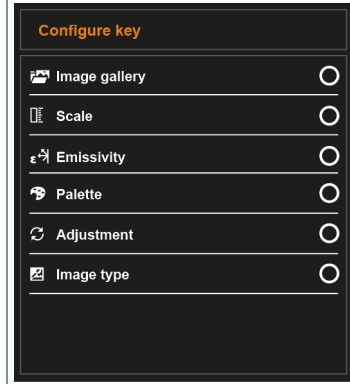 Configure key
Image gallery
Scale
ε Emissivity
Palette
Adjustment
Image type